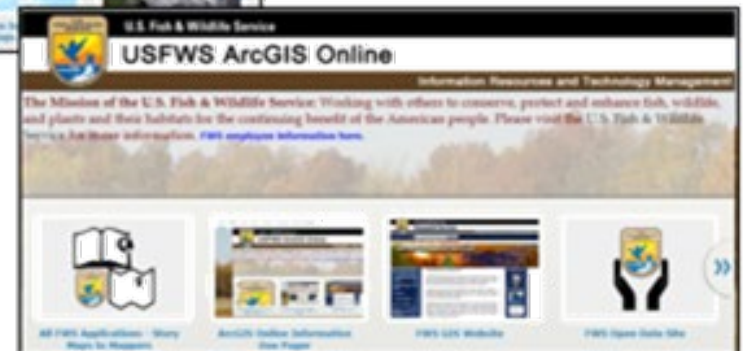 U.S. Fish & Wildlife Service
USFWS ArcGIS Online
Information Resources and Technology Management
The Mission of the U.S. Fish & Wildlife Service: Working with others to conserve, protect and enhance fish, wildlife,
and plants and their habitats for the continuing benefit of the American people. Please visit the U.S. Fish & Wildlife
Service for more information. FWS employee information here.
All FWS Applications - Story
Maps to Mappers
ArcGIS Online Information
One Pager
FWS GIS Website
FWS Open Data Site